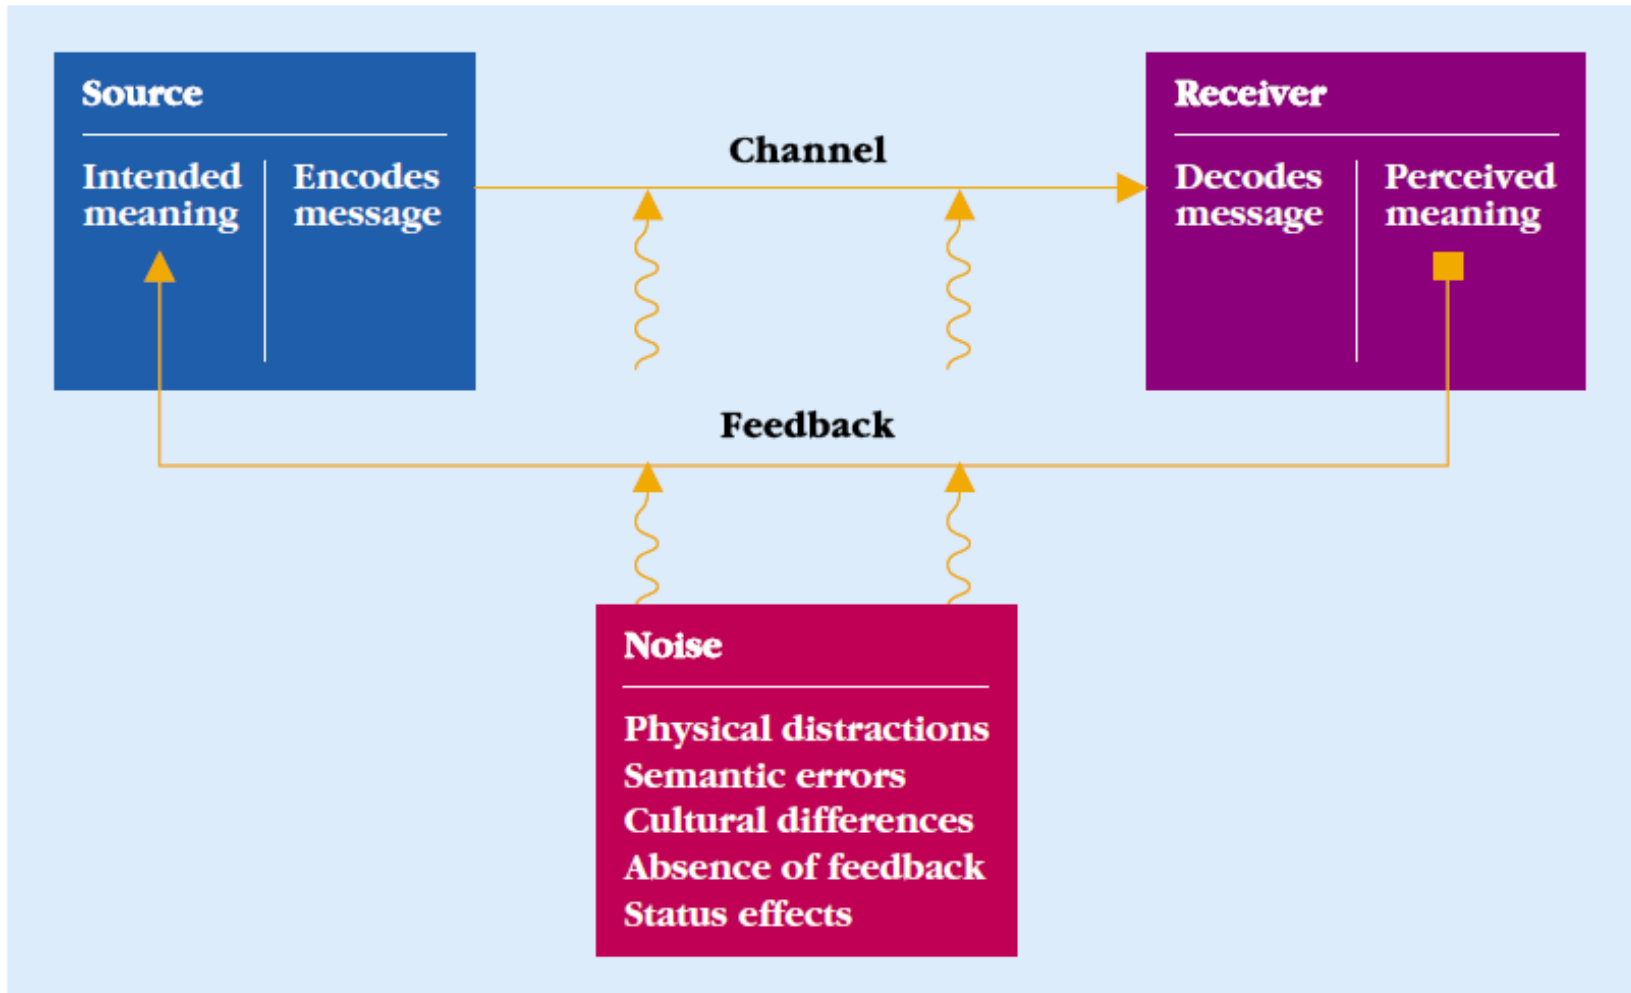 Source
Intended
meaning
Encodes
message
Channel
Receiver
Decodes
message
Perceived
meaning
Feedback
Noise
Physical distractions
Semantic errors
Cultural differences
Absence of feedback
Status effects